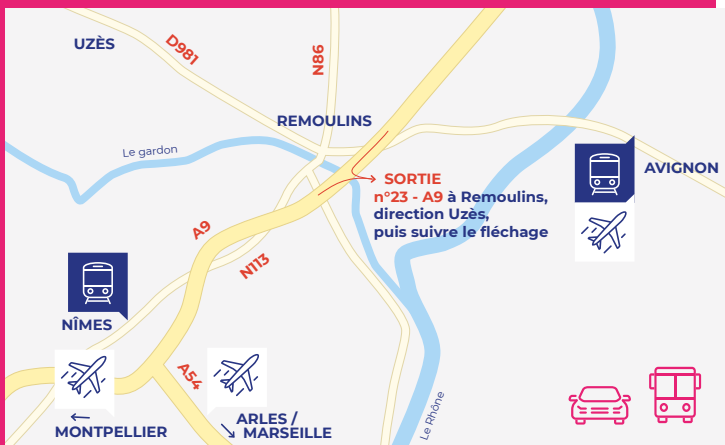 UZÈS
D981
N86
REMOULINS
Le gardon
AVIGNON
SORTIE
n°23 - A9 à Remoulins,
direction Uzès,
puis suivre le fléchage
A9
N113
NÎMES
A54
MONTPELLIER
ARLES /
MARSEILLE
Le Rhône